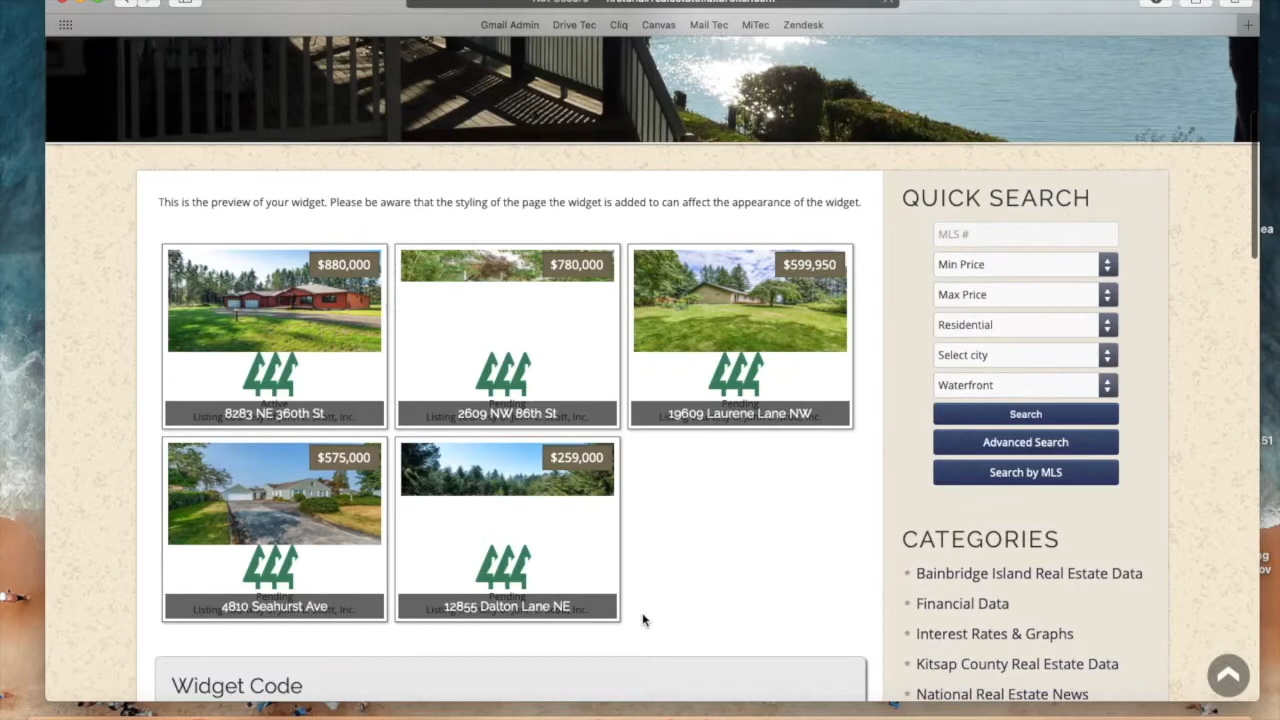 Gmail Admin Drive Tec Cliq Canvas Mail Tec MiTec Zendesk
This is the preview of your widget. Please be aware that the styling of the page the widget is added to can affect the appearance of the widget.
$880,000
Active
8283 NE 360th St
$780,000
Pending
2609 NW 86th St
$599,950
Pending
19609 Laurene Lane NW
$575,000
Pending
4810 Seahurst Ave
$259,000
Pending
12855 Dalton Lane NE
Widget Code
QUICK SEARCH
MLS #
Min Price
Max Price
Residential
Select city
Waterfront
Search
Advanced Search
Search by MLS
CATEGORIES
Bainbridge Island Real Estate Data
Financial Data
Interest Rates & Graphs
Kitsap County Real Estate Data
National Real Estate News